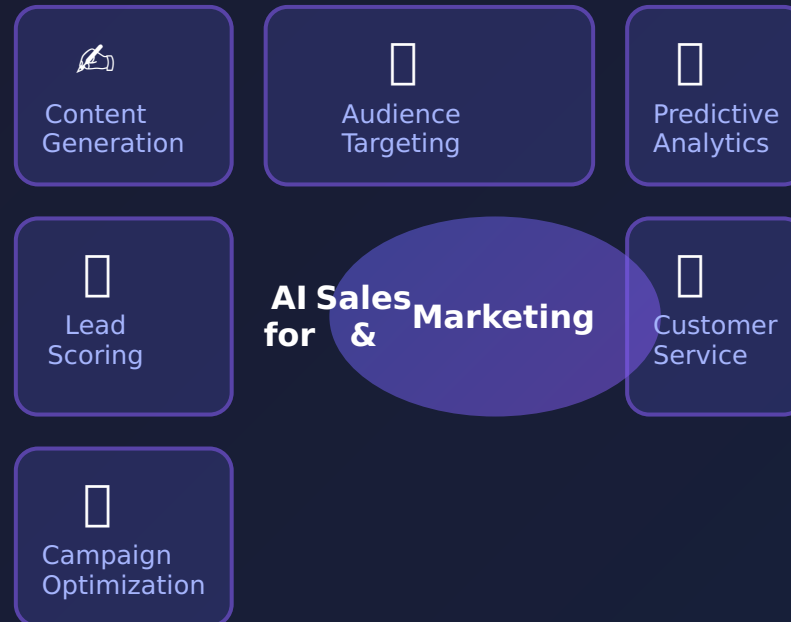 Content
Generation
Audience
Targeting
Predictive
Analytics
Lead
Scoring
AI for
Sales &
Marketing
Customer
Service
Campaign
Optimization